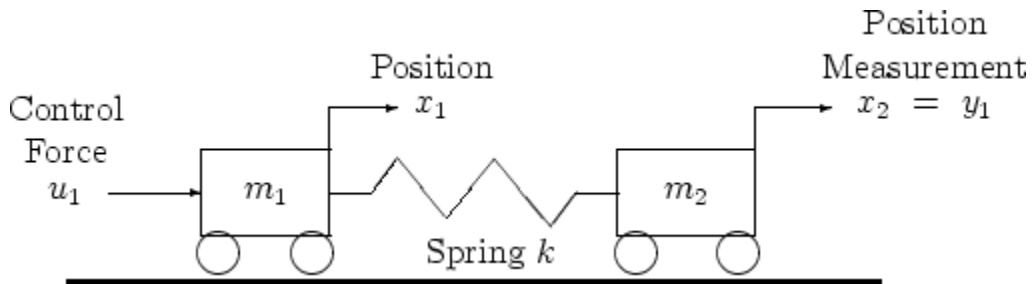 Position
Measurement
x₂ = y₁
Position
x₁
Control
Force
u₁
m₁
m₂
Spring k